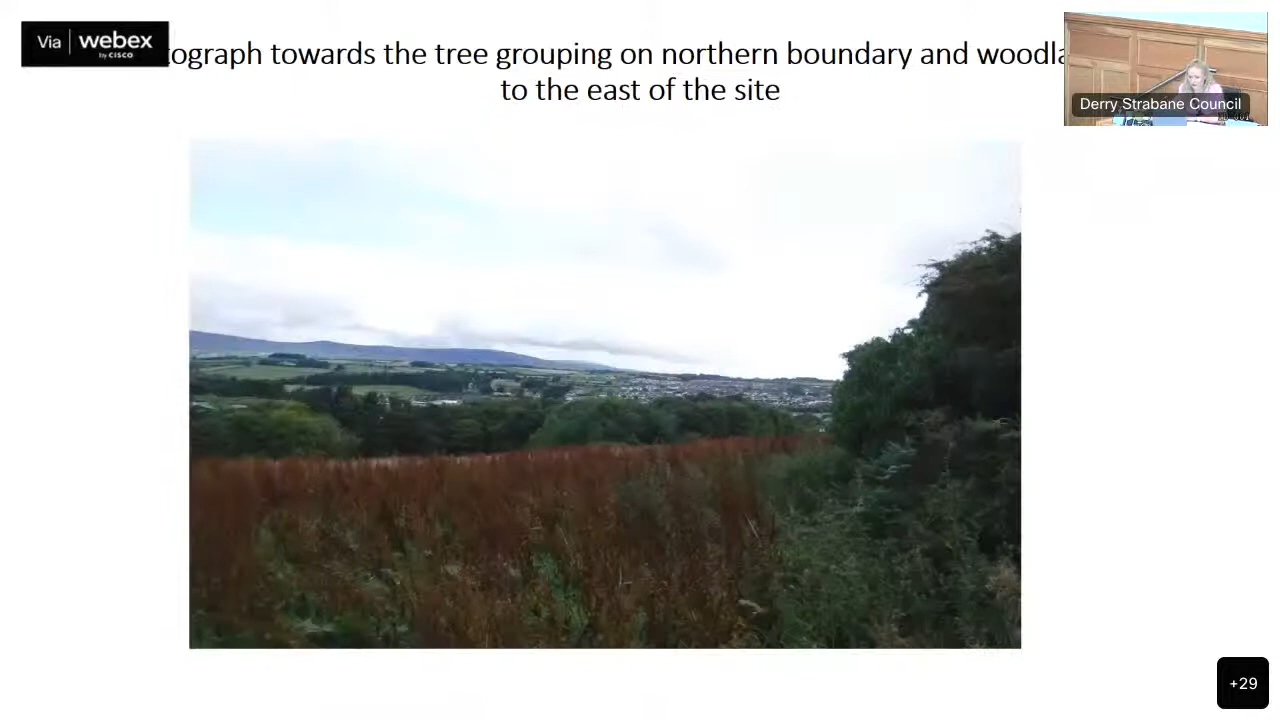 Via webex
by CISCO
tograph towards the tree grouping on northern boundary and woodla
to the east of the site
Derry Strabane Council
+29